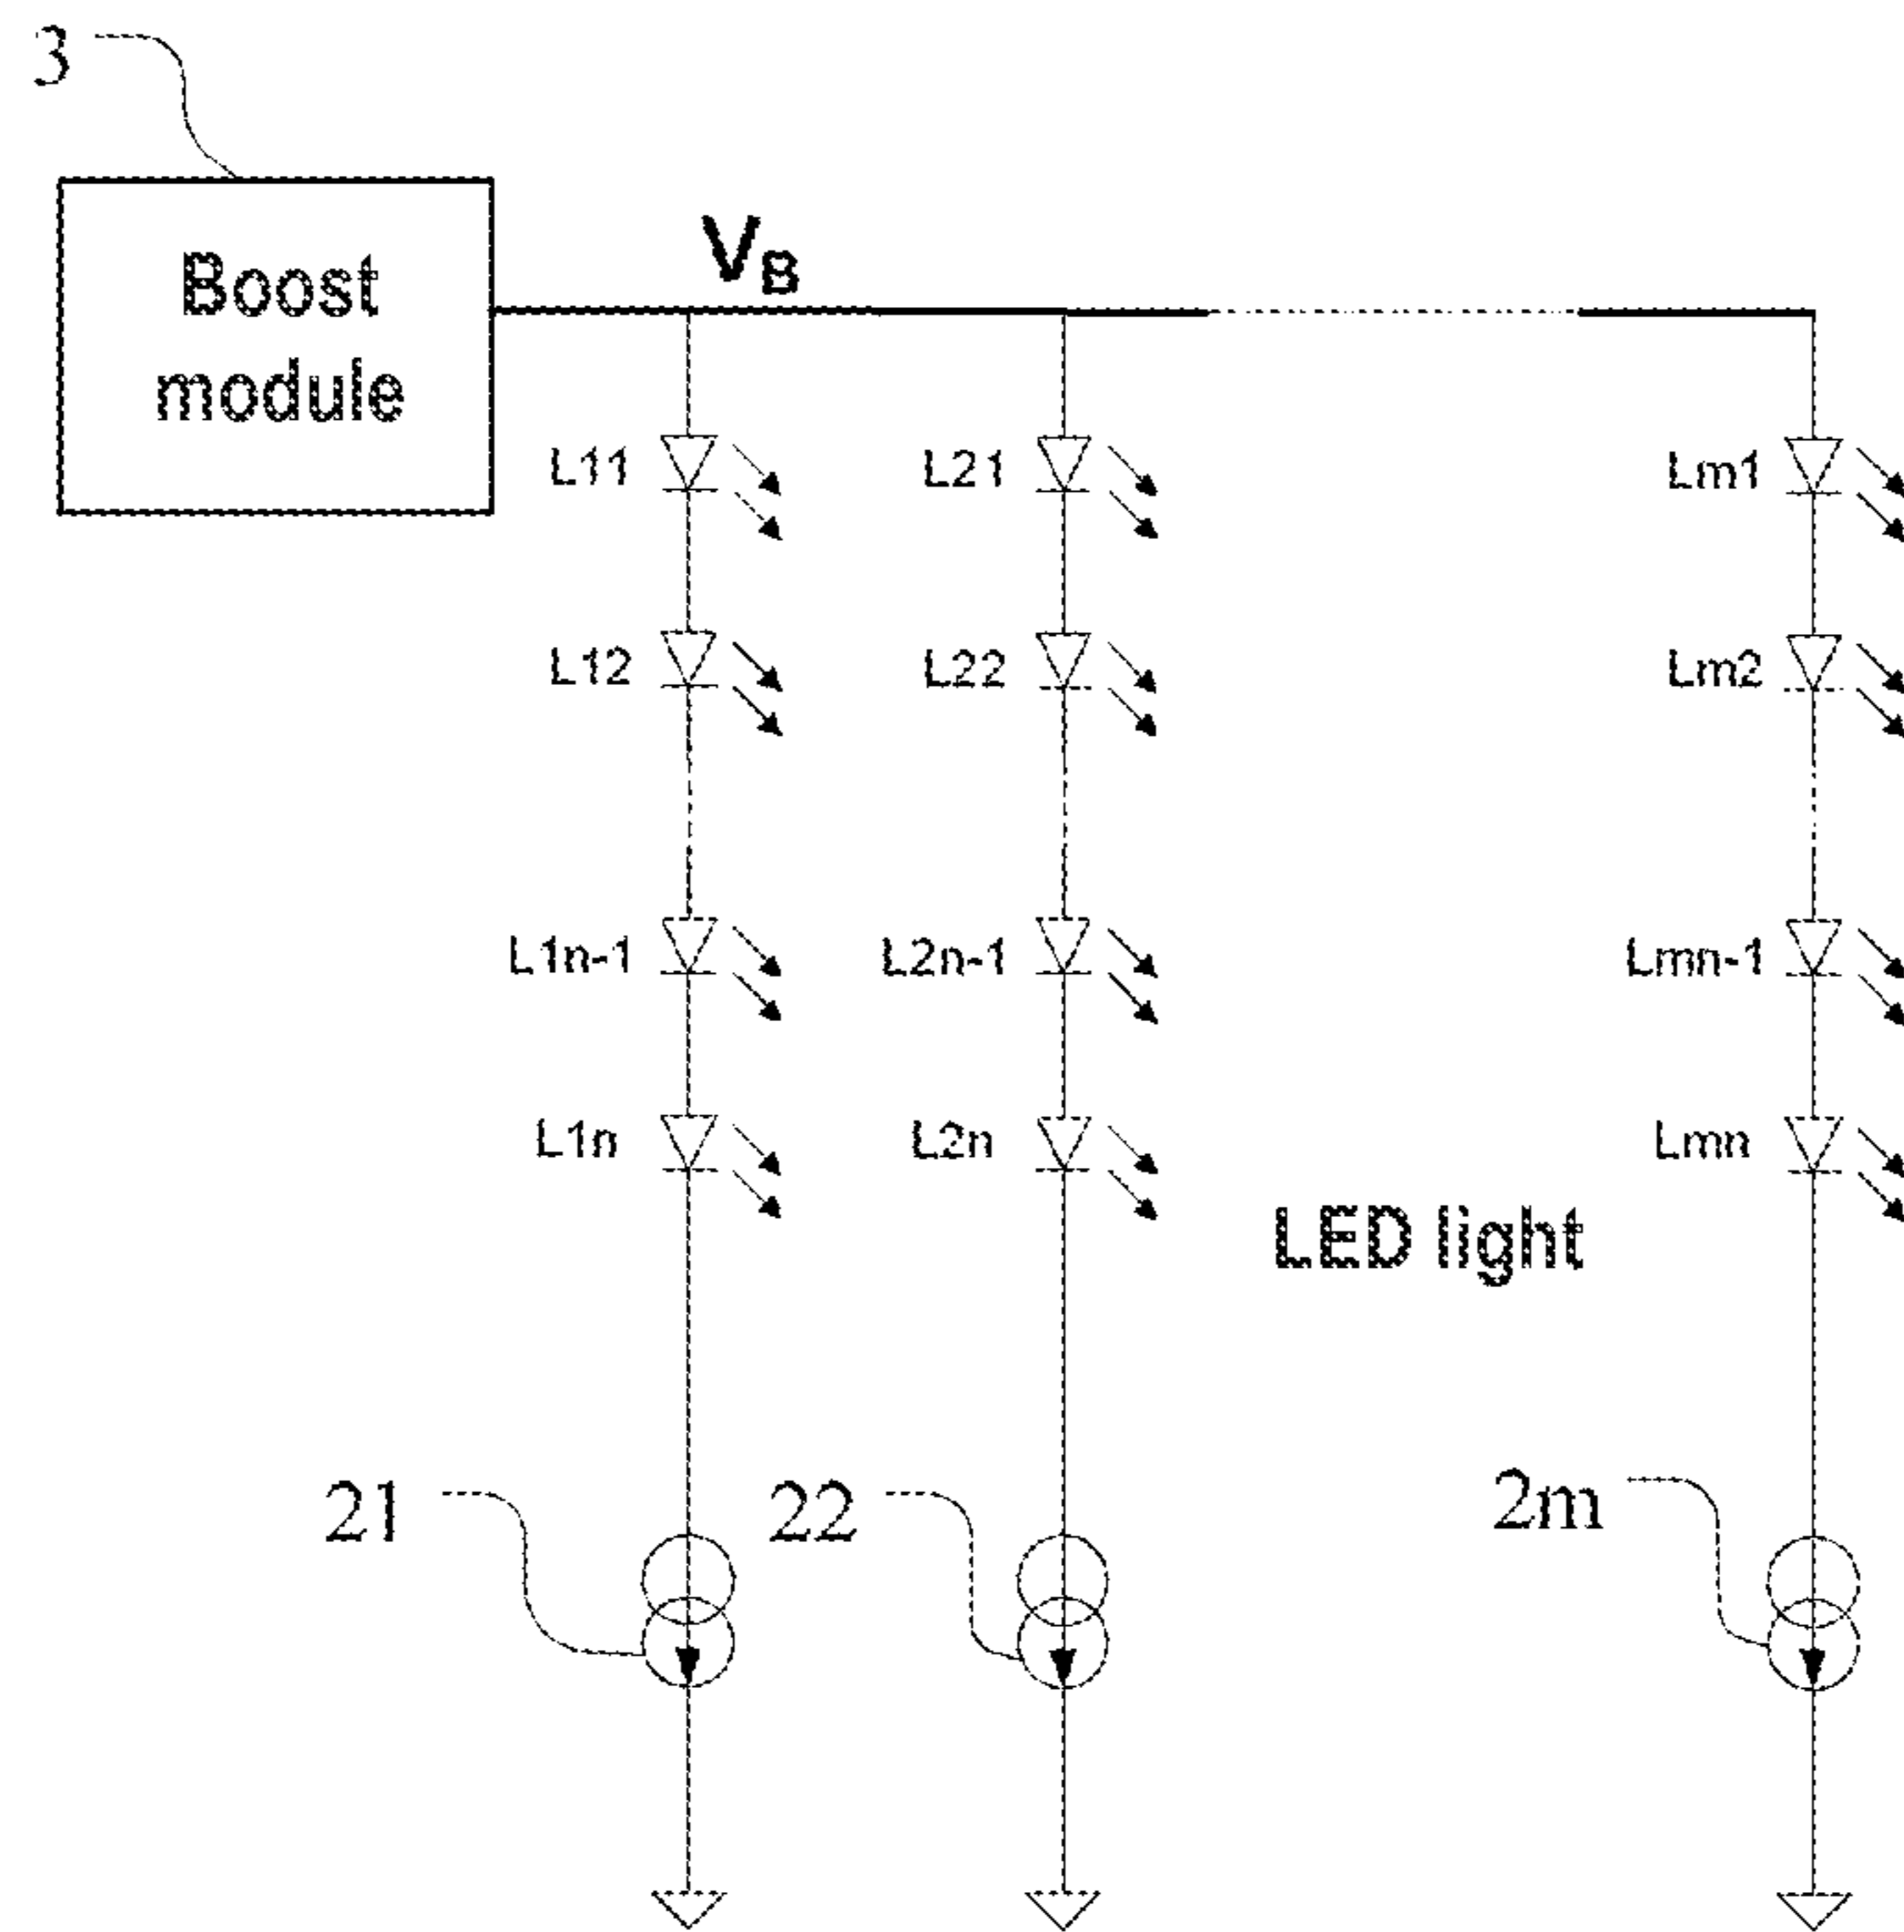 3
Boost
module
VB
L11
L21
Lm1
L12
L22
Lm2
L1n-1
L2n-1
Lmn-1
L1n
L2n
Lmn
LED light
21
22
2m